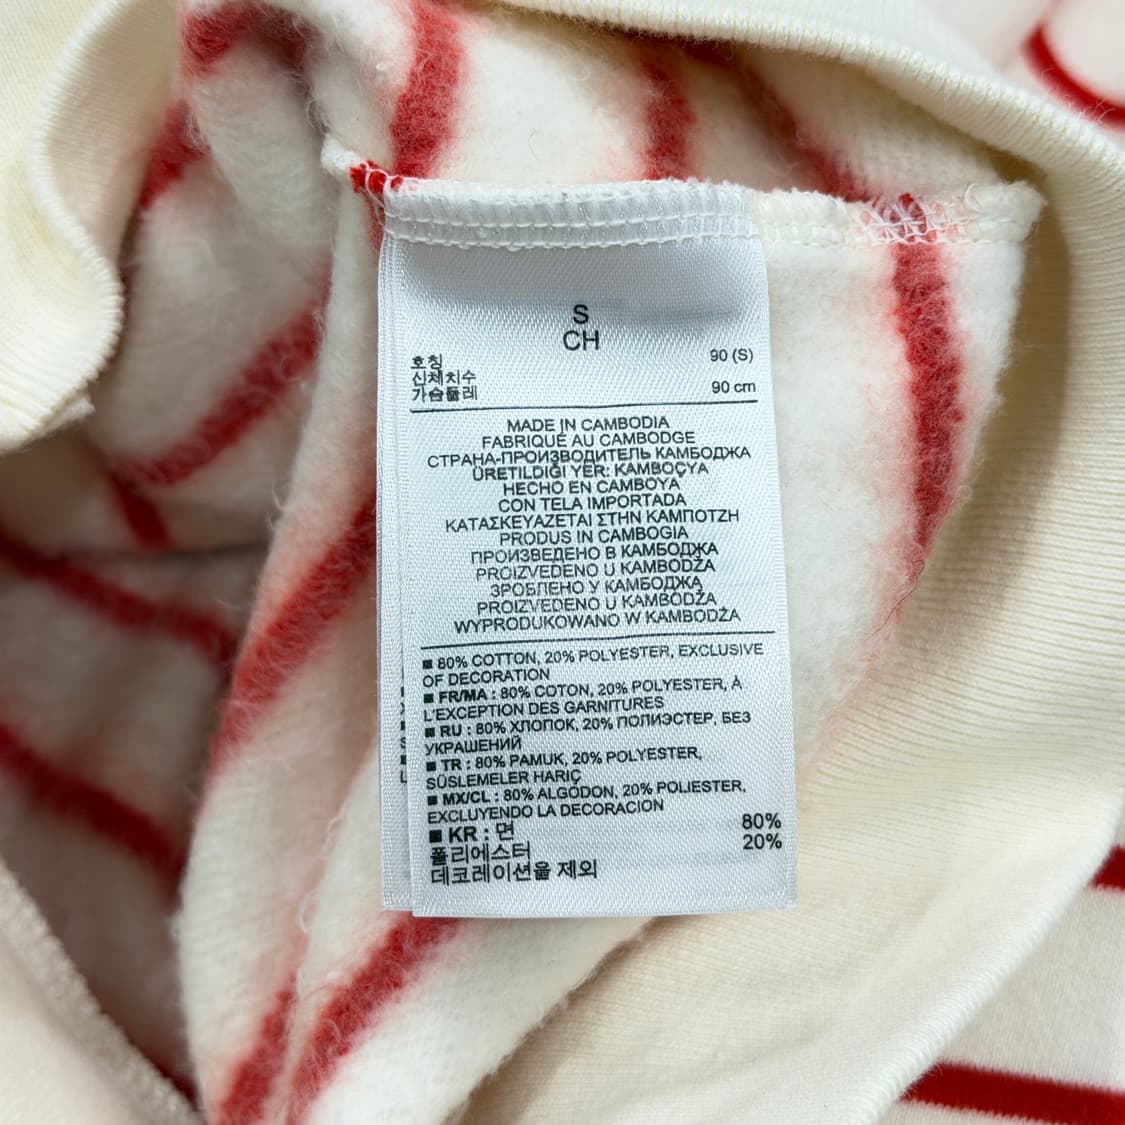 S
CH
호칭 90 (S)
신체치수
가슴둘레 90 cm
MADE IN CAMBODIA
FABRIQUÉ AU CAMBODGE
СТРАНА-ПРОИЗВОДИТЕЛЬ КАМБОДЖА
ÜRETILDIĞI YER: KAMBOÇYA
HECHO EN CAMBOYA
CON TELA IMPORTADA
ΚΑΤΑΣΚΕΥΑΖΕΤΑΙ ΣΤΗΝ ΚΑΜΠΟΤΖΗ
PRODUS IN CAMBOGIA
ПРОИЗВЕДЕНО В КАМБОДЖА
PROIZVEDENO U KAMBODŽA
ЗРОБЛЕНО У КАМБОДЖА
PROIZVEDENO U KAMBODŽA
WYPRODUKOWANO W KAMBODŻA
■ 80% COTTON, 20% POLYESTER, EXCLUSIVE
OF DECORATION
■ FR/MA : 80% COTON, 20% POLYESTER, À
L'EXCEPTION DES GARNITURES
■ RU : 80% ХЛОПОК, 20% ПОЛИЭСТЕР, БЕЗ
УКРАШЕНИЙ
■ TR : 80% PAMUK, 20% POLYESTER,
SÜSLEMELER HARIÇ
■ MX/CL : 80% ALGODON, 20% POLIESTER,
EXCLUYENDO LA DECORACION
■ KR : 면 80%
폴리에스터 20%
데코레이션을 제외